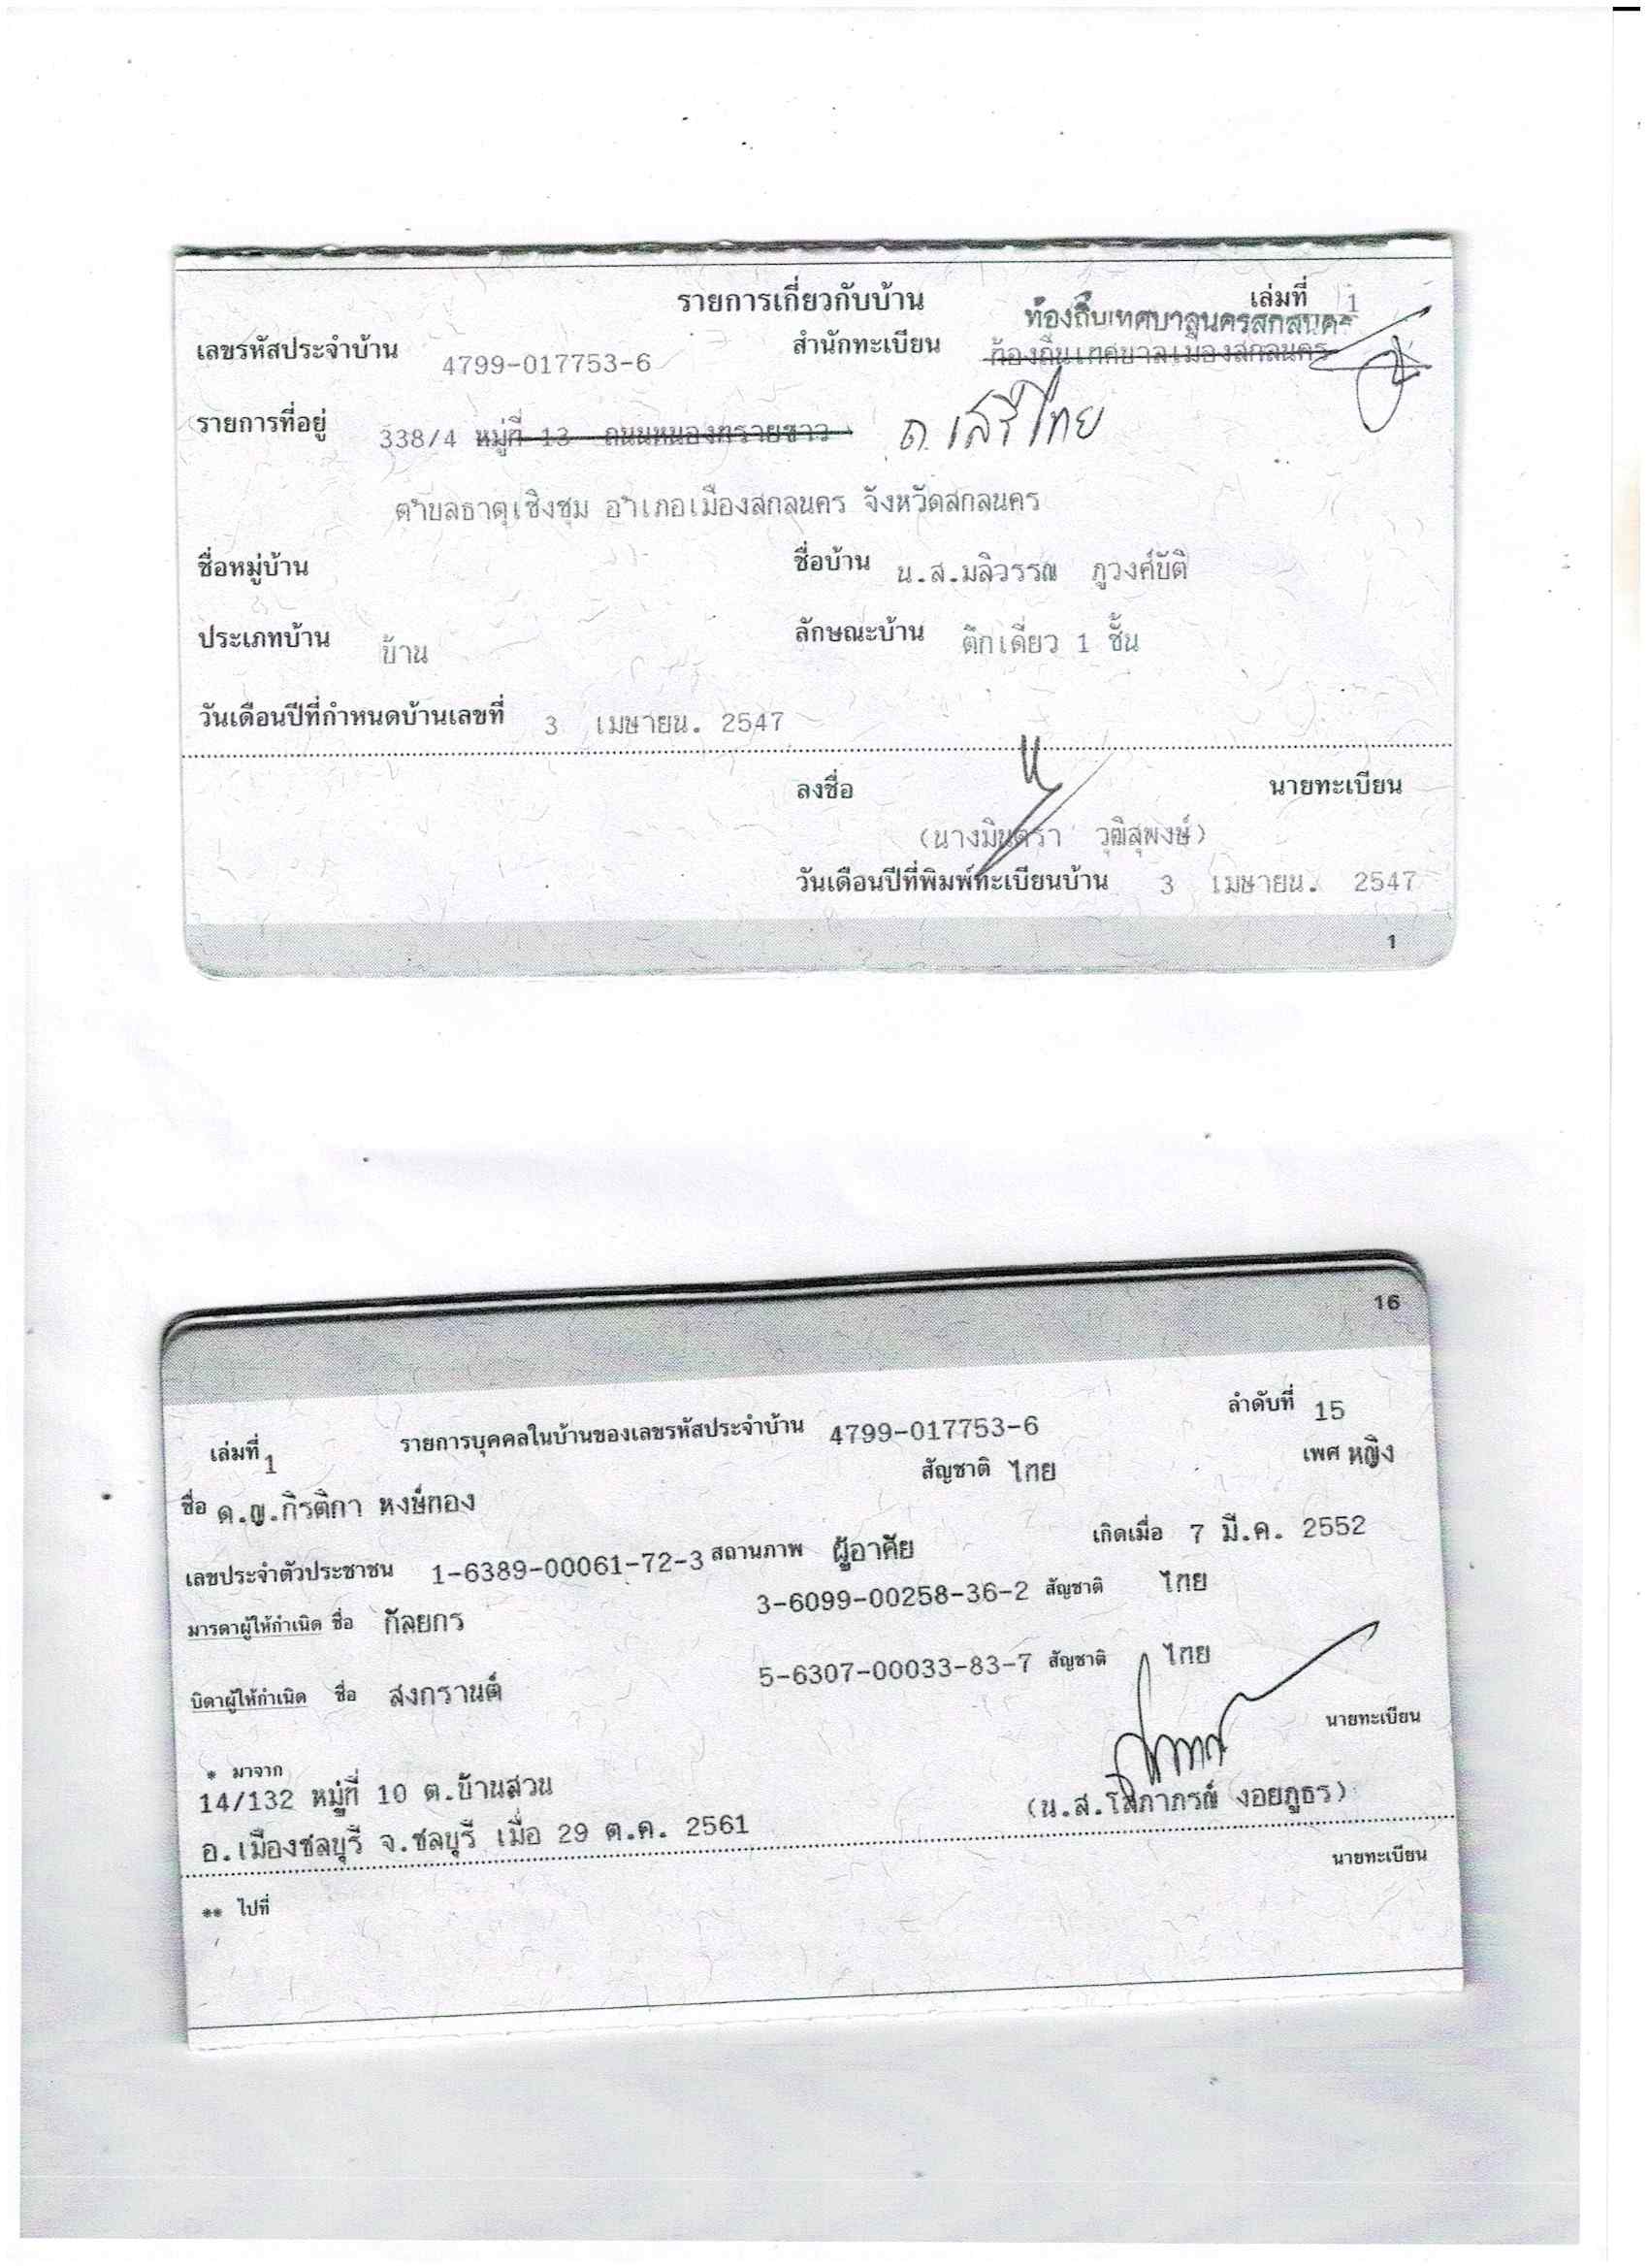 รายการเกี่ยวกับบ้าน เล่มที่ 1
เลขรหัสประจำบ้าน 4799-017753-6 สำนักทะเบียน ท้องถิ่นเทศบาลนครสกลนคร
ท้องถิ่นเทศบาลเมืองสกลนคร
รายการที่อยู่ 338/4 หมู่ที่ 13 ถนนหนองทรายขาว ถ.เสรีไทย
ตำบลธาตุเชิงชุม อำเภอเมืองสกลนคร จังหวัดสกลนคร
ชื่อหมู่บ้าน ชื่อบ้าน น.ส.มลิวรรณ ภูวงศ์บัติ
ประเภทบ้าน บ้าน ลักษณะบ้าน ตึกเดี่ยว 1 ชั้น
วันเดือนปีที่กำหนดบ้านเลขที่ 3 เมษายน. 2547
ลงชื่อ นายทะเบียน
(นางมินตรา วุฒิสุพงษ์)
วันเดือนปีที่พิมพ์ทะเบียนบ้าน 3 เมษายน. 2547
1
16
เล่มที่ 1 รายการบุคคลในบ้านของเลขรหัสประจำบ้าน 4799-017753-6 ลำดับที่ 15
ชื่อ ด.ญ.กิรติกา หงษ์ทอง สัญชาติ ไทย เพศ หญิง
เลขประจำตัวประชาชน 1-6389-00061-72-3 สถานภาพ ผู้อาศัย เกิดเมื่อ 7 มี.ค. 2552
มารดาผู้ให้กำเนิด ชื่อ กัลยกร 3-6099-00258-36-2 สัญชาติ ไทย
บิดาผู้ให้กำเนิด ชื่อ สงกรานต์ 5-6307-00033-83-7 สัญชาติ ไทย
นายทะเบียน
* มาจาก
14/132 หมู่ที่ 10 ต.บ้านสวน (น.ส.โสภาภรณ์ งอยภูธร)
อ.เมืองชลบุรี จ.ชลบุรี เมื่อ 29 ต.ค. 2561
นายทะเบียน
** ไปที่